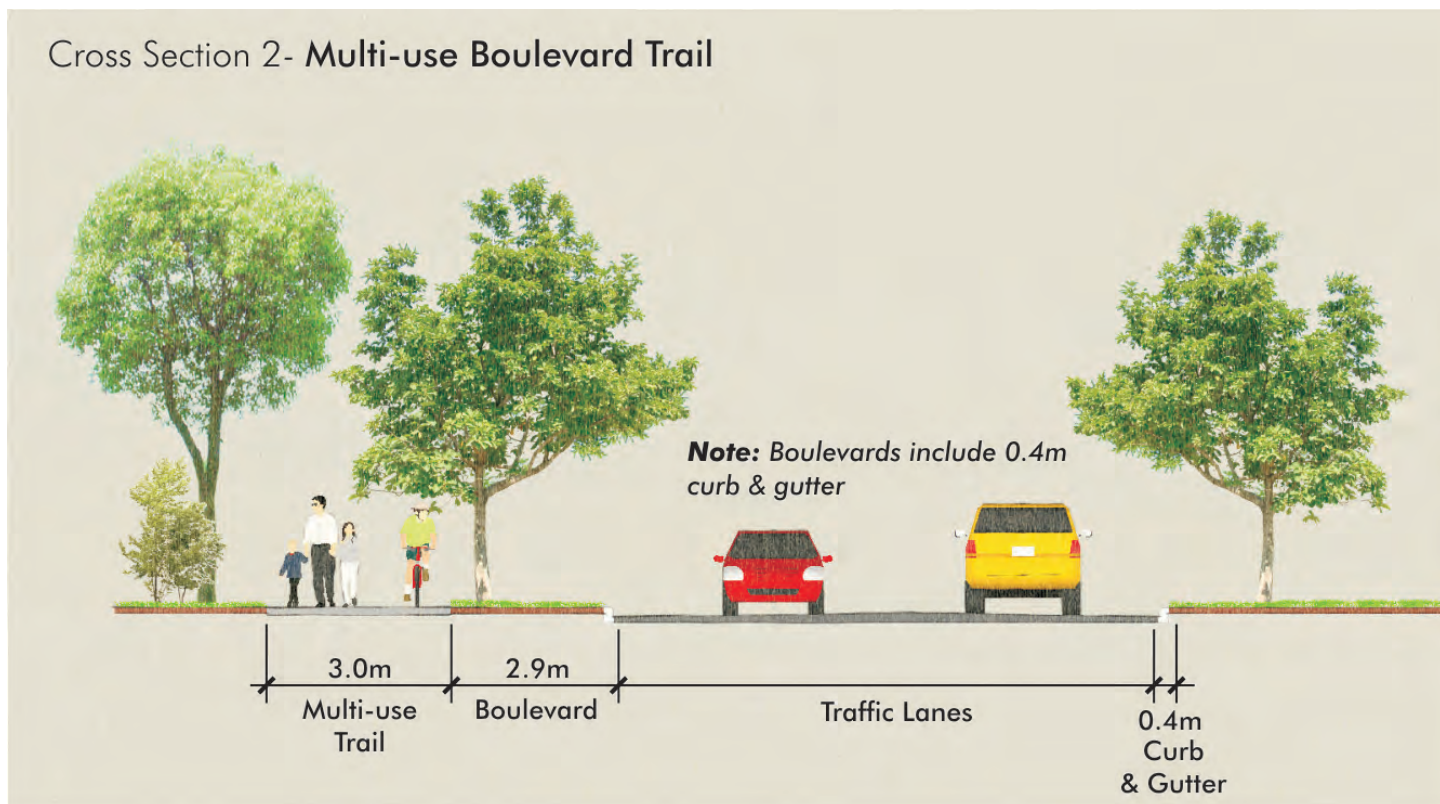 Cross Section 2- Multi-use Boulevard Trail
Note: Boulevards include 0.4m
curb & gutter
3.0m
Multi-use
Trail
2.9m
Boulevard
Traffic Lanes
0.4m
Curb
& Gutter